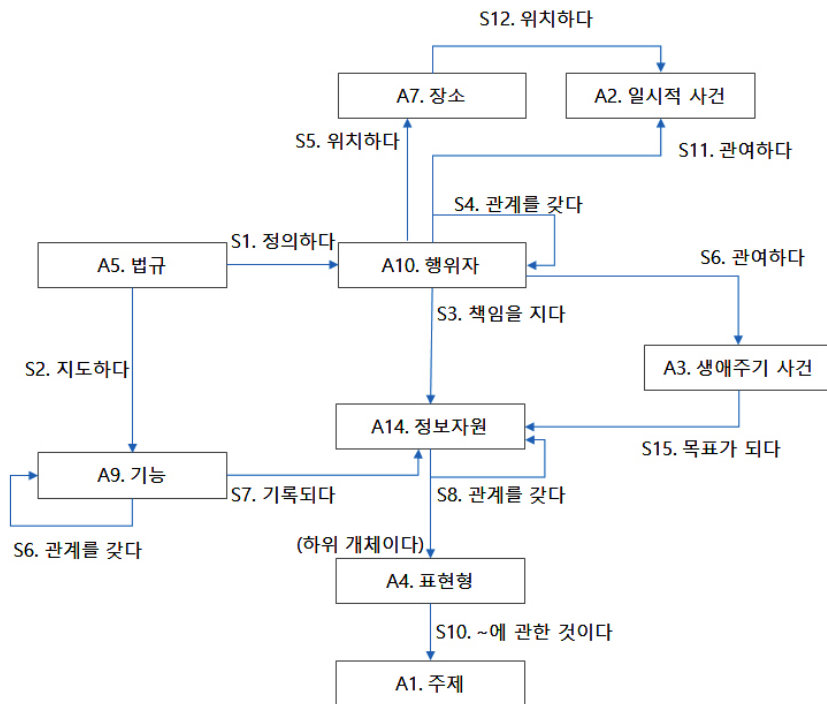 S12. 위치하다
A7. 장소
A2. 일시적 사건
S5. 위치하다
S11. 관여하다
S4. 관계를 갖다
S1. 정의하다
A5. 법규
A10. 행위자
S6. 관여하다
S3. 책임을 지다
S2. 지도하다
A3. 생애주기 사건
A14. 정보자원
S15. 목표가 되다
A9. 기능
S7. 기록되다
S8. 관계를 갖다
S6. 관계를 갖다
(하위 개체이다)
A4. 표현형
S10. ~에 관한 것이다
A1. 주제